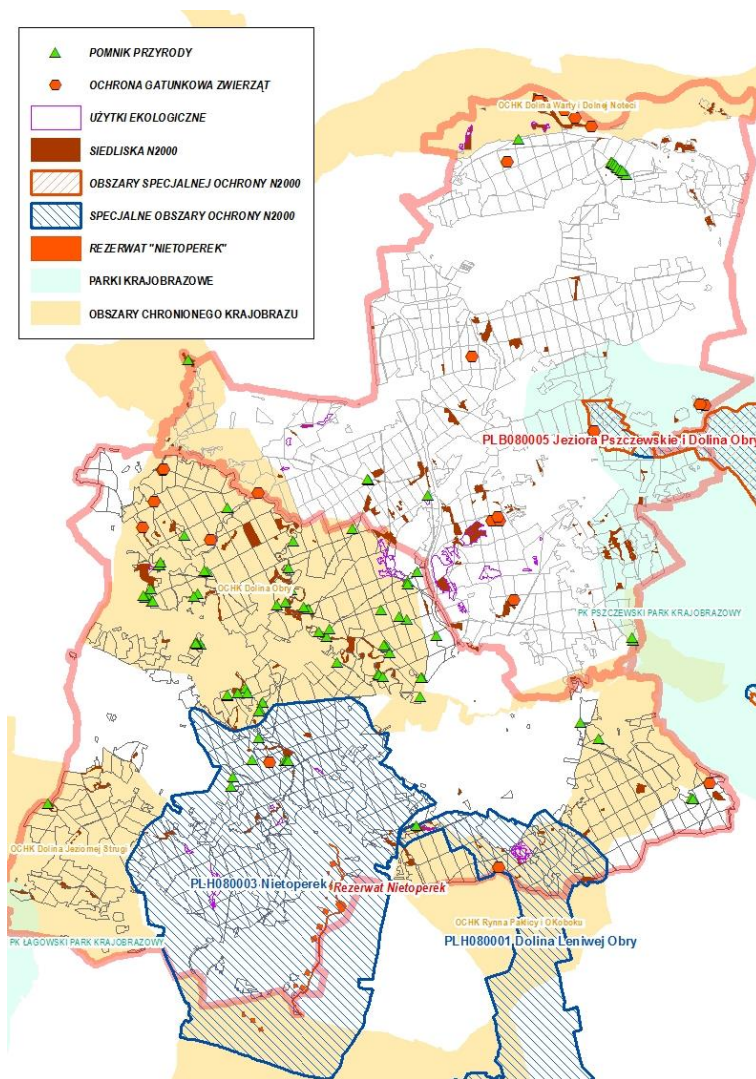 POMNIK PRZYRODY
OCHRONA GATUNKOWA ZWIERZĄT
UŻYTKI EKOLOGICZNE
SIEDLISKA N2000
OBSZARY SPECJALNEJ OCHRONY N2000
SPECJALNE OBSZARY OCHRONY N2000
REZERWAT "NIETOPEREK"
PARKI KRAJOBRAZOWE
OBSZARY CHRONIONEGO KRAJOBRAZU
OCHK Dolina Warty i Dolnej Noteci
PLB080005 Jeziora Pszczewskie i Dolina Obry
OCHK Dolina Obry
PK PSZCZEWSKI PARK KRAJOBRAZOWY
OCHK Dolina Jeziornej Strugi
PLH080003 Nietoperek
Rezerwat Nietoperek
OCHK Rynna Paklicy i Ołoboku
PK ŁAGOWSKI PARK KRAJOBRAZOWY
PLH080001 Dolina Leniwej Obry